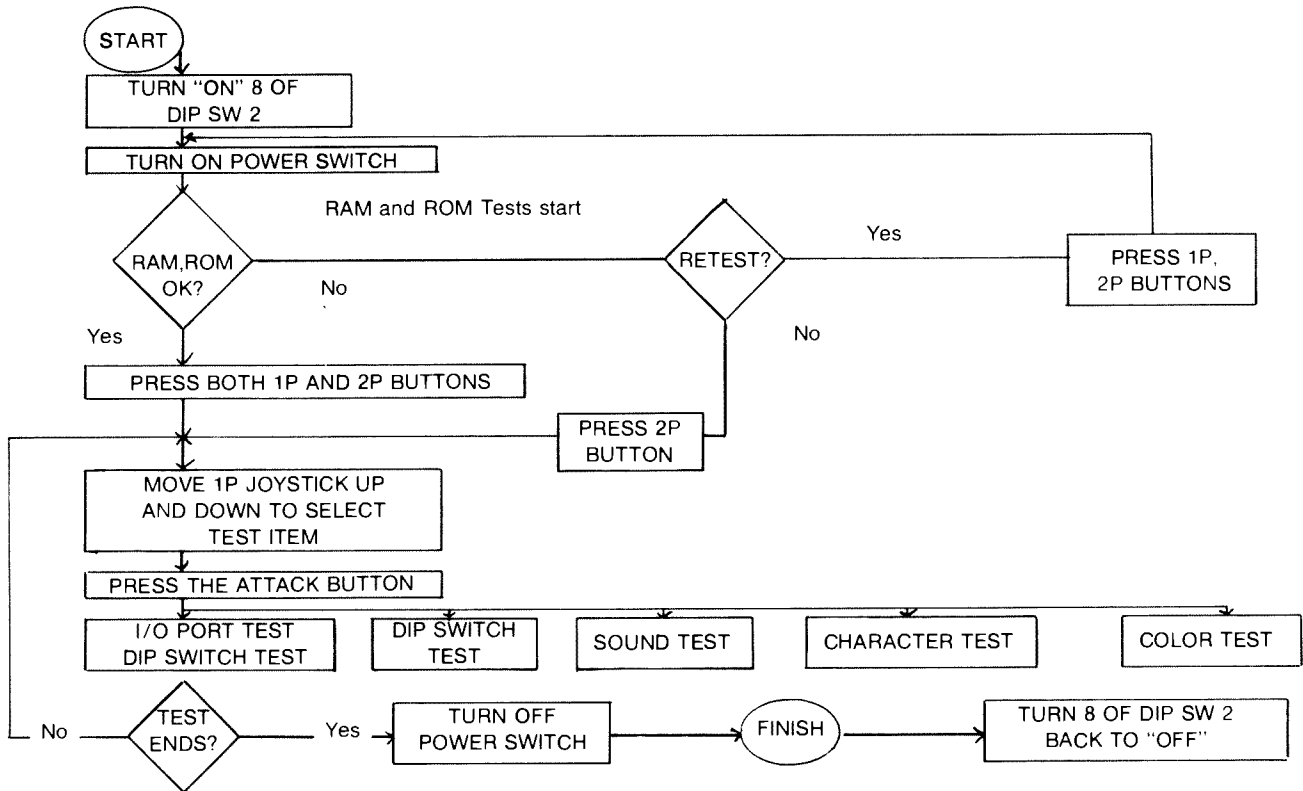 START
TURN “ON” 8 OF
DIP SW 2
TURN ON POWER SWITCH
RAM and ROM Tests start
RAM,ROM
OK?
No
RETEST?
Yes
PRESS 1P,
2P BUTTONS
No
Yes
PRESS BOTH 1P AND 2P BUTTONS
PRESS 2P
BUTTON
MOVE 1P JOYSTICK UP
AND DOWN TO SELECT
TEST ITEM
PRESS THE ATTACK BUTTON
I/O PORT TEST
DIP SWITCH TEST
DIP SWITCH
TEST
SOUND TEST
CHARACTER TEST
COLOR TEST
No
TEST
ENDS?
Yes
TURN OFF
POWER SWITCH
FINISH
TURN 8 OF DIP SW 2
BACK TO “OFF”